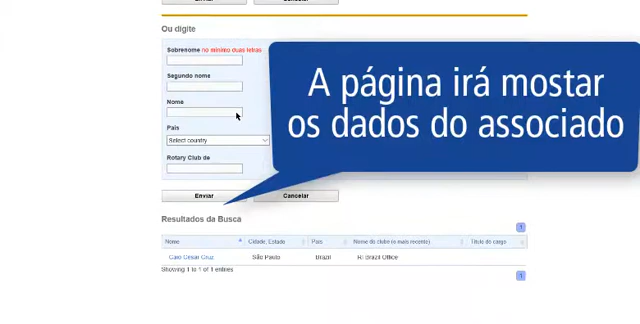 Enviar Cancelar
Ou digite
Sobrenome no mínimo duas letras
Segundo nome
Nome
País
Select country
Rotary Club de
Enviar Cancelar
A página irá mostar
os dados do associado
Resultados da Busca
1
Nome Cidade, Estado País Nome do clube (o mais recente) Título do cargo
Caio Cesar Cruz São Paulo Brazil RI Brazil Office
Showing 1 to 1 of 1 entries
1